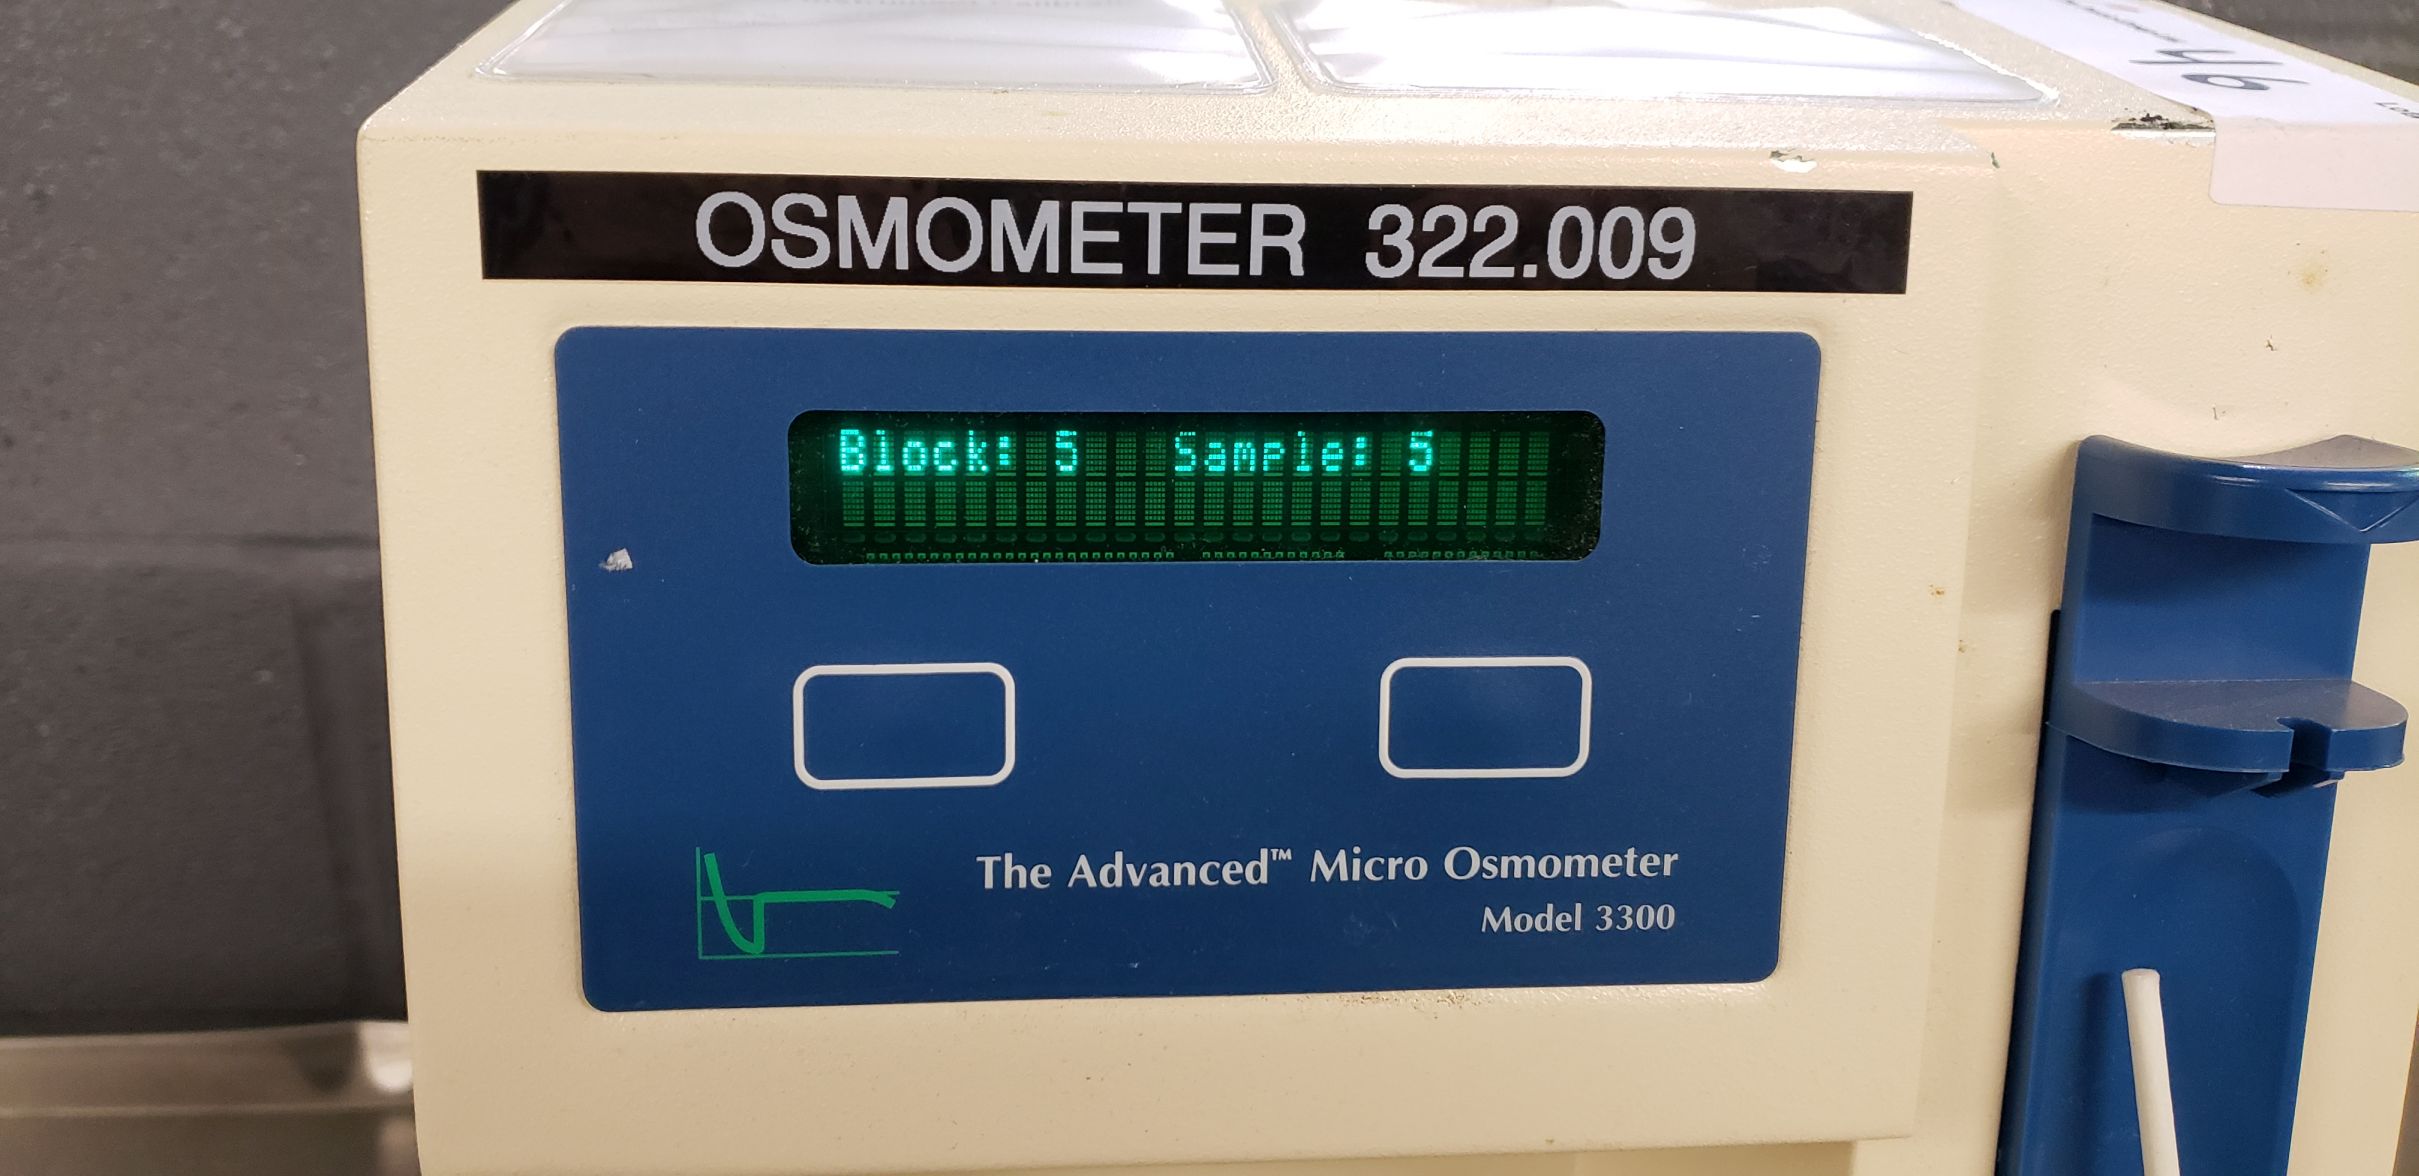 OSMOMETER 322.009
Block: 5 Sample: 5
The Advanced™ Micro Osmometer
Model 3300